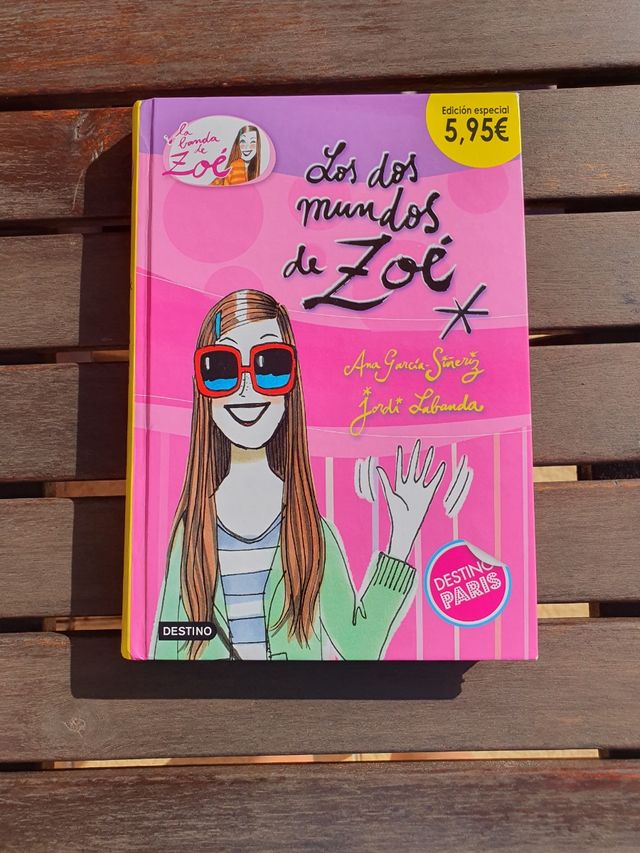 la
banda
de
Zoé
Edición especial
5,95€
Los dos
mundos
de Zoé
Ana García-Siñeriz
Jordi Labanda
DESTINO
PARIS
DESTINO